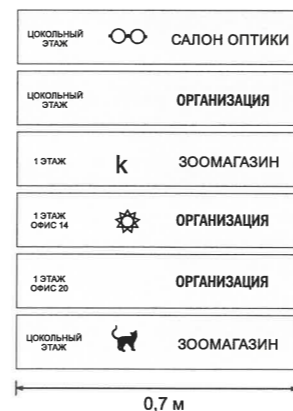 ЦОКОЛЬНЫЙ
ЭТАЖ
САЛОН ОПТИКИ
ЦОКОЛЬНЫЙ
ЭТАЖ
ОРГАНИЗАЦИЯ
1 ЭТАЖ
k
ЗООМАГАЗИН
1 ЭТАЖ
ОФИС 14
ОРГАНИЗАЦИЯ
1 ЭТАЖ
ОФИС 20
ОРГАНИЗАЦИЯ
ЦОКОЛЬНЫЙ
ЭТАЖ
ЗООМАГАЗИН
0,7 м